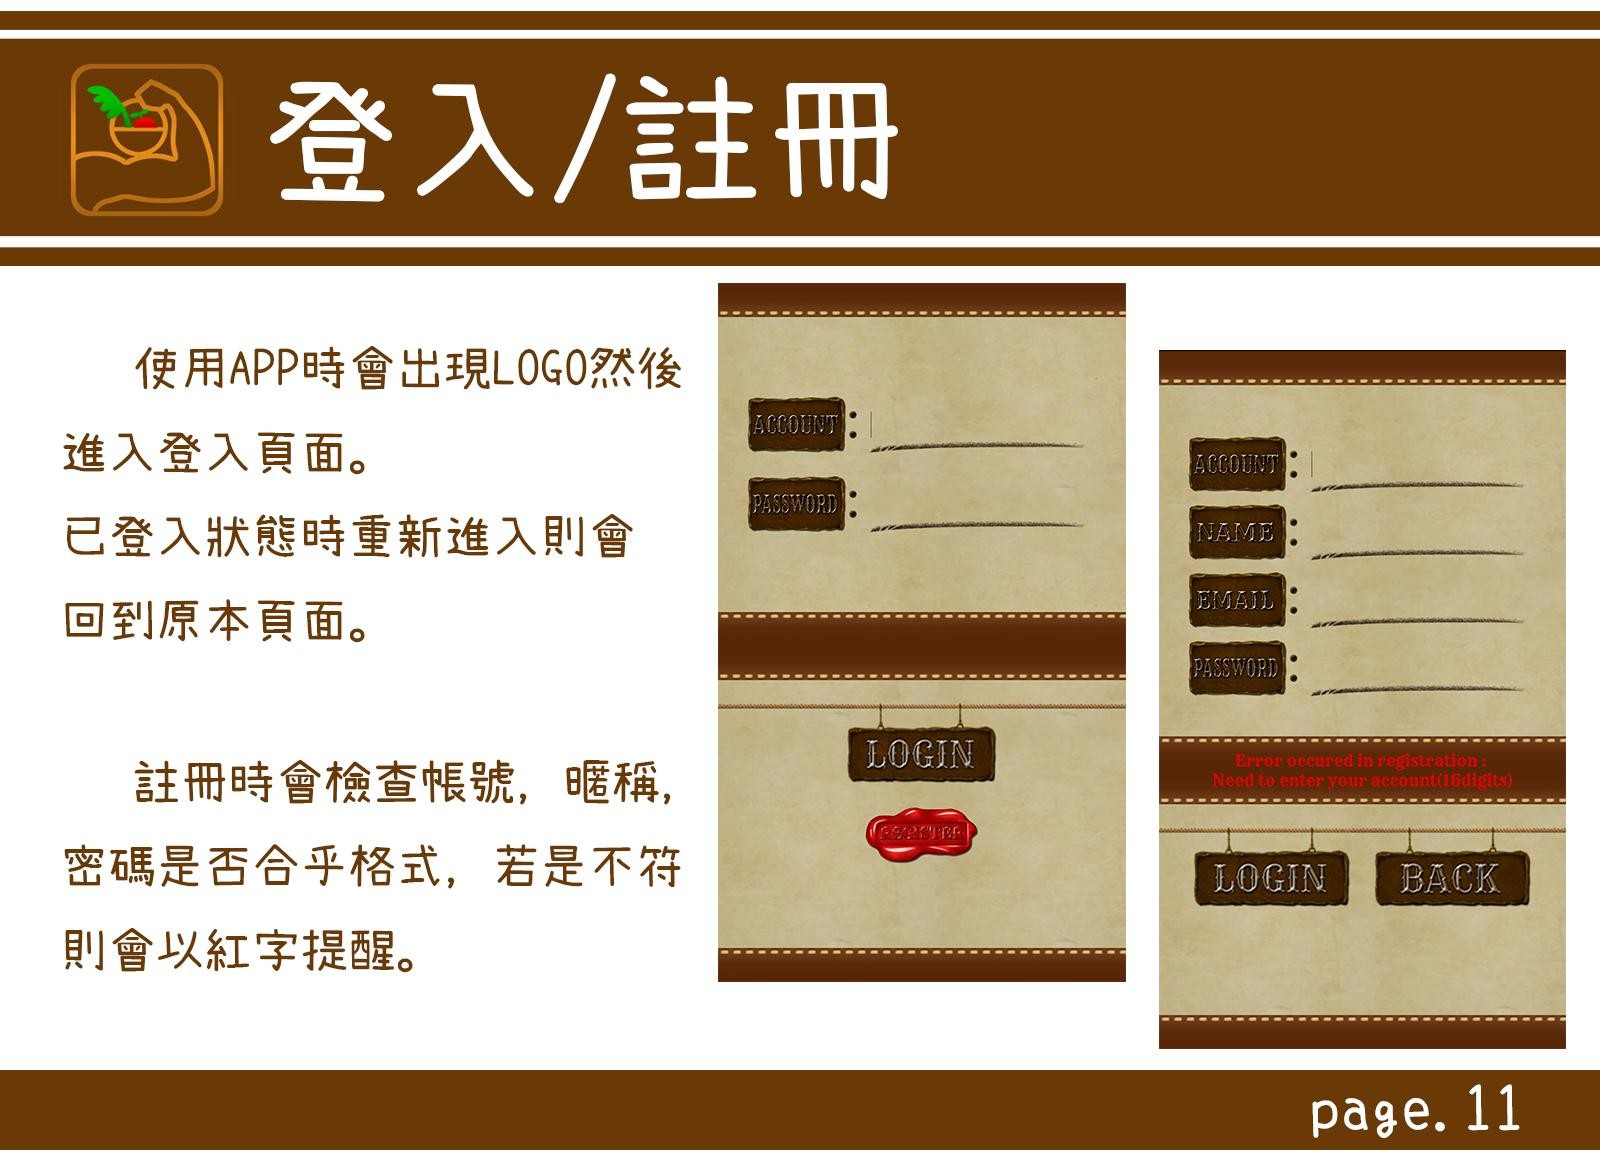 登入/註冊
使用APP時會出現LOGO然後
進入登入頁面。
已登入狀態時重新進入則會
回到原本頁面。
註冊時會檢查帳號，暱稱，
密碼是否合乎格式，若是不符
則會以紅字提醒。
ACCOUNT :
PASSWORD :
LOGIN
REGISTER
ACCOUNT :
NAME :
EMAIL :
PASSWORD :
Error occured in registration :
Need to enter your account(16digits)
LOGIN
BACK
page. 11